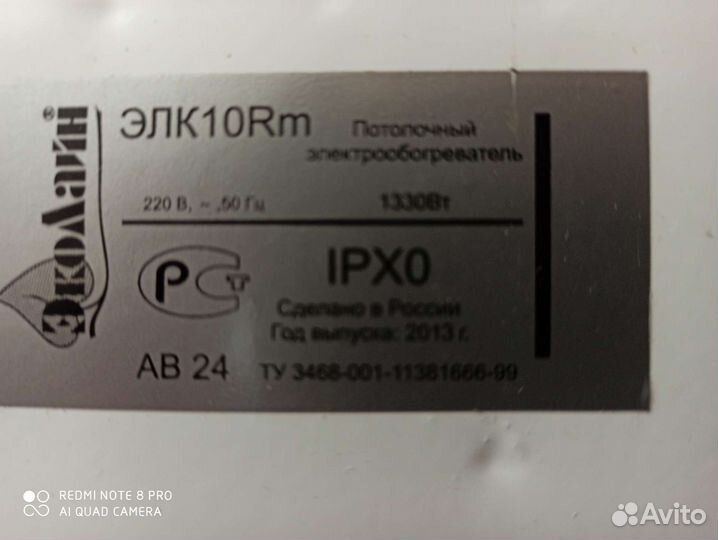 ЭкоЛайн®
ЭЛК10Rm
Потолочный
электрообогреватель
220 В, ~ ,50 Гц
1330Вт
РСТ
IPX0
Сделано в России
Год выпуска: 2013 г.
АВ 24
ТУ 3468-001-11381666-99
REDMI NOTE 8 PRO
AI QUAD CAMERA
Avito